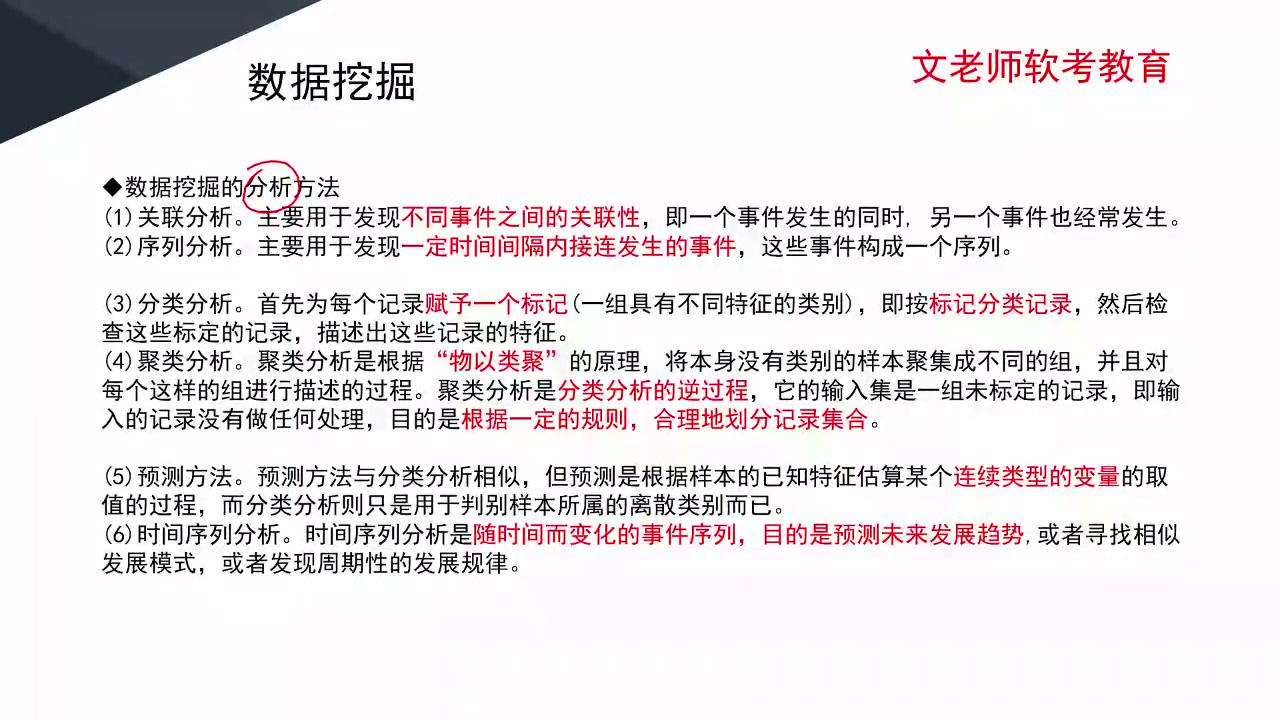 数据挖掘
文老师软考教育
◆数据挖掘的分析方法
(1)关联分析。主要用于发现不同事件之间的关联性，即一个事件发生的同时，另一个事件也经常发生。
(2)序列分析。主要用于发现一定时间间隔内接连发生的事件，这些事件构成一个序列。
(3)分类分析。首先为每个记录赋予一个标记(一组具有不同特征的类别)，即按标记分类记录，然后检
查这些标定的记录，描述出这些记录的特征。
(4)聚类分析。聚类分析是根据“物以类聚”的原理，将本身没有类别的样本聚集成不同的组，并且对
每个这样的组进行描述的过程。聚类分析是分类分析的逆过程，它的输入集是一组未标定的记录，即输
入的记录没有做任何处理，目的是根据一定的规则，合理地划分记录集合。
(5)预测方法。预测方法与分类分析相似，但预测是根据样本的已知特征估算某个连续类型的变量的取
值的过程，而分类分析则只是用于判别样本所属的离散类别而已。
(6)时间序列分析。时间序列分析是随时间而变化的事件序列，目的是预测未来发展趋势,或者寻找相似
发展模式，或者发现周期性的发展规律。